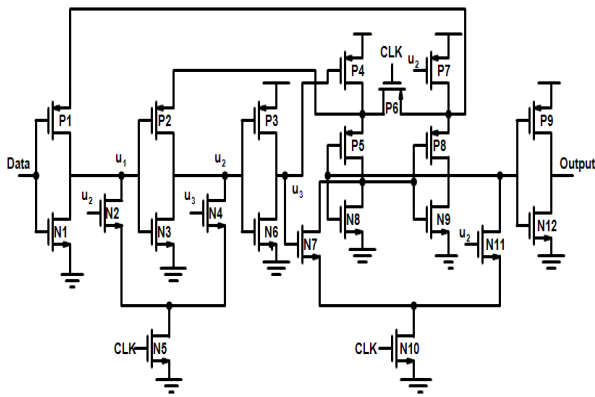 CLK
P4
u2
P7
P6
P1
P2
P3
P9
P5
P8
Data
u1
u2
u3
Output
u2
N2
u3
N4
N1
N3
N6
N7
N8
N9
u2
N11
N12
CLK
N5
CLK
N10